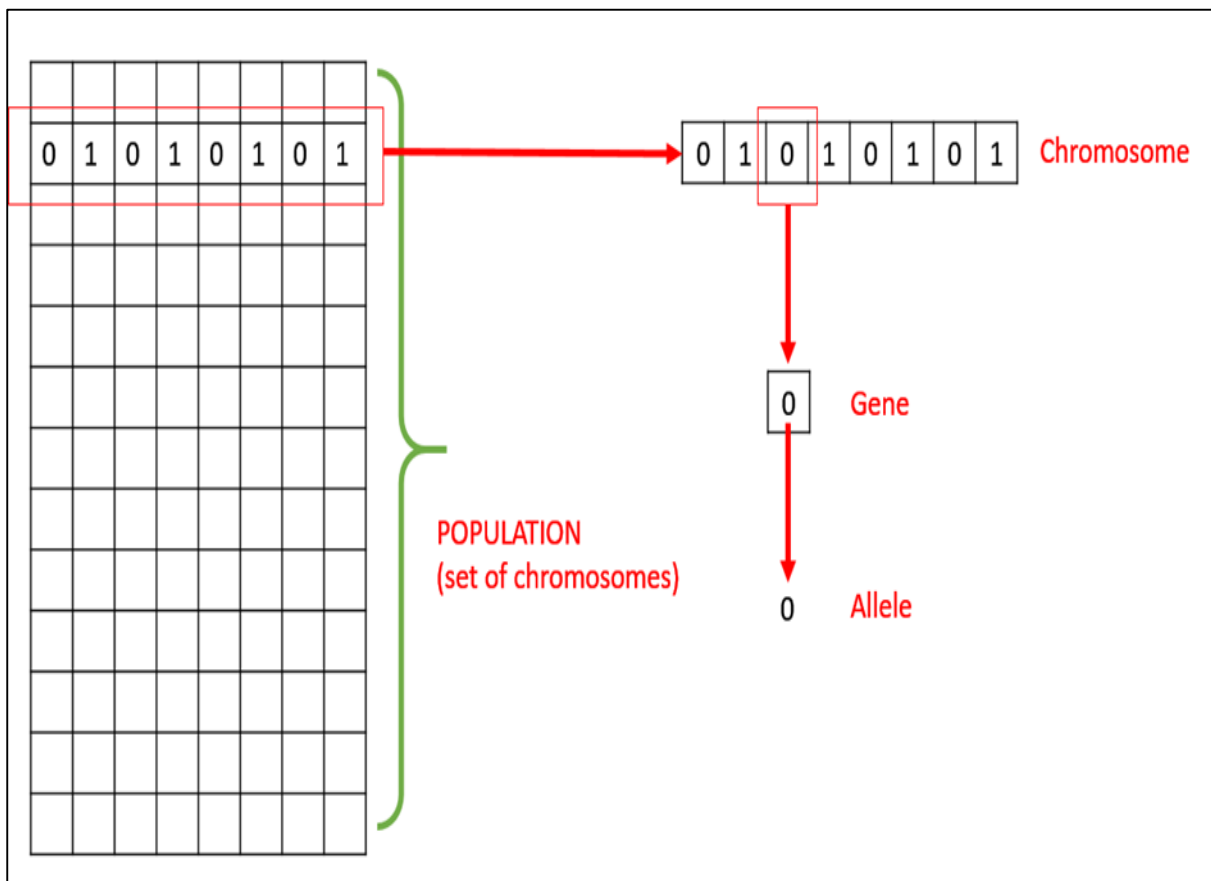 0 1 0 1 0 1 0 1
0 1 0 1 0 1 0 1 Chromosome
0 Gene
POPULATION
(set of chromosomes)
0 Allele